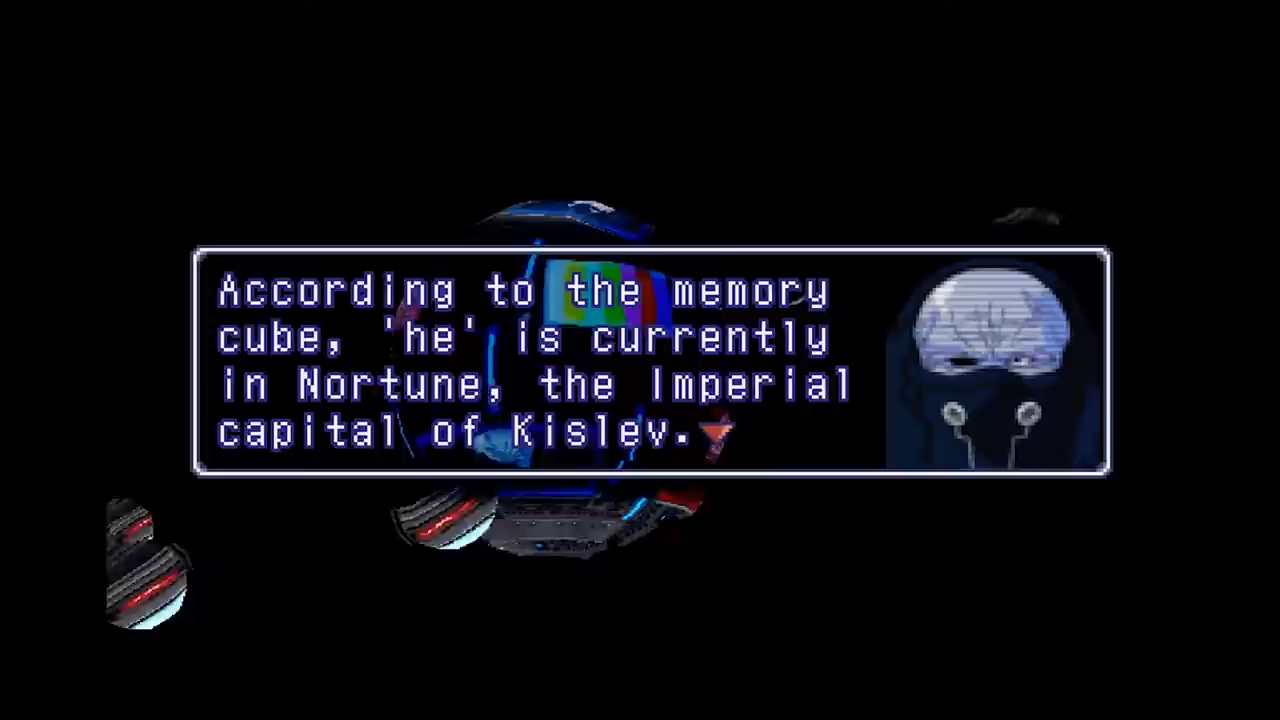 According to the memory
cube, 'he' is currently
in Nortune, the Imperial
capital of Kislev.